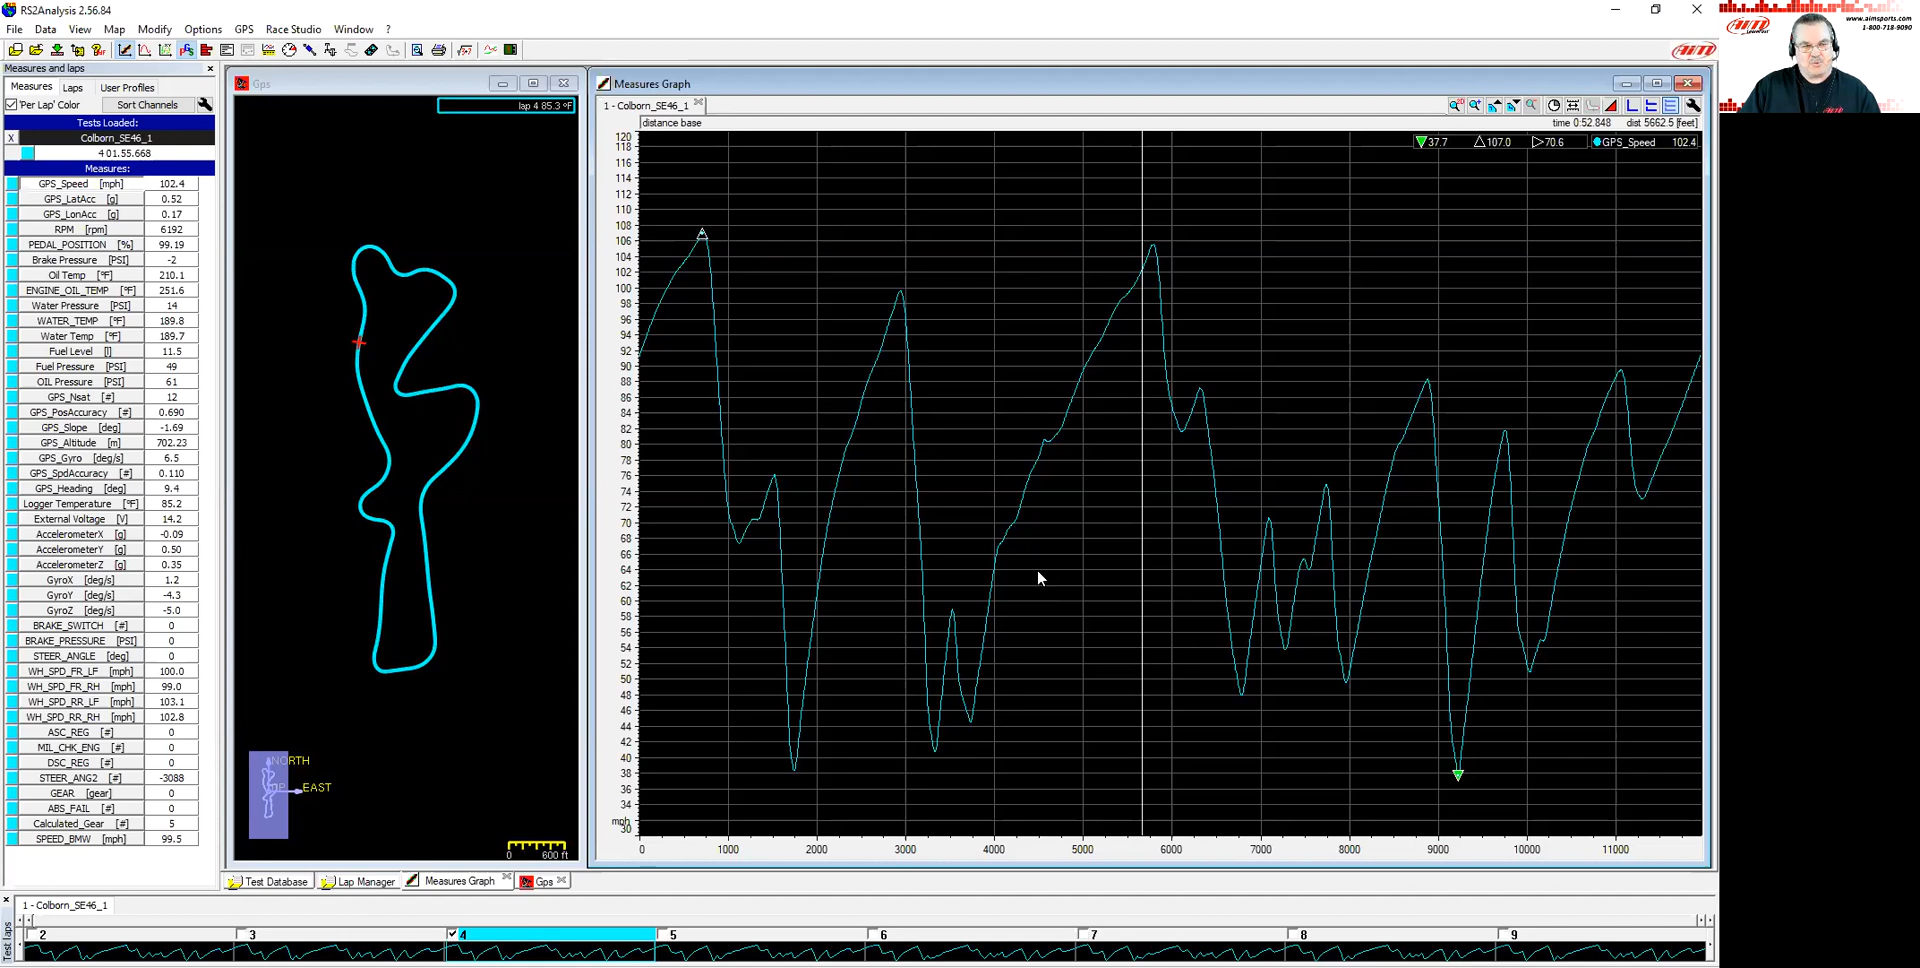 RS2Analysis 2.56.84
File Data View Map Modify Options GPS Race Studio Window ?
AiM
www.aimsports.com
1-800-718-9090
Measures and laps
Measures Laps User Profiles
'Per Lap' Color Sort Channels
Tests Loaded:
X Colborn_SE46_1
4 01.55.668
Measures:
GPS_Speed [mph] 102.4
GPS_LatAcc [g] 0.52
GPS_LonAcc [g] 0.17
RPM [rpm] 6192
PEDAL_POSITION [%] 99.19
Brake Pressure [PSI] -2
Oil Temp [°F] 210.1
ENGINE_OIL_TEMP [°F] 251.6
Water Pressure [PSI] 14
WATER_TEMP [°F] 189.8
Water Temp [°F] 189.7
Fuel Level [l] 11.5
Fuel Pressure [PSI] 49
OIL Pressure [PSI] 61
GPS_Nsat [#] 12
GPS_PosAccuracy [#] 0.690
GPS_Slope [deg] -1.69
GPS_Altitude [m] 702.23
GPS_Gyro [deg/s] 6.5
GPS_SpdAccuracy [#] 0.110
GPS_Heading [deg] 9.4
Logger Temperature [°F] 85.2
External Voltage [V] 14.2
AccelerometerX [g] -0.09
AccelerometerY [g] 0.50
AccelerometerZ [g] 0.35
GyroX [deg/s] 1.2
GyroY [deg/s] -4.3
GyroZ [deg/s] -5.0
BRAKE_SWITCH [#] 0
BRAKE_PRESSURE [PSI] 0
STEER_ANGLE [deg] 0
WH_SPD_FR_LF [mph] 100.0
WH_SPD_FR_RH [mph] 99.0
WH_SPD_RR_LF [mph] 103.1
WH_SPD_RR_RH [mph] 102.8
ASC_REG [#] 0
MIL_CHK_ENG [#] 0
DSC_REG [#] 0
STEER_ANG2 [#] -3088
GEAR [gear] 0
ABS_FAIL [#] 0
Calculated_Gear [#] 5
SPEED_BMW [mph] 99.5
Gps
lap 4 85.3 °F
NORTH
EAST
0 600 ft
Measures Graph
1 - Colborn_SE46_1
distance base time 0:52.848 dist 5662.5 [feet]
37.7 107.0 70.6 GPS_Speed 102.4
120
118
116
114
112
110
108
106
104
102
100
98
96
94
92
90
88
86
84
82
80
78
76
74
72
70
68
66
64
62
60
58
56
54
52
50
48
46
44
42
40
38
36
34
32
mph
30
0 1000 2000 3000 4000 5000 6000 7000 8000 9000 10000 11000
Test Database Lap Manager Measures Graph Gps
1 - Colborn_SE46_1
Test laps
2 3 4 5 6 7 8 9